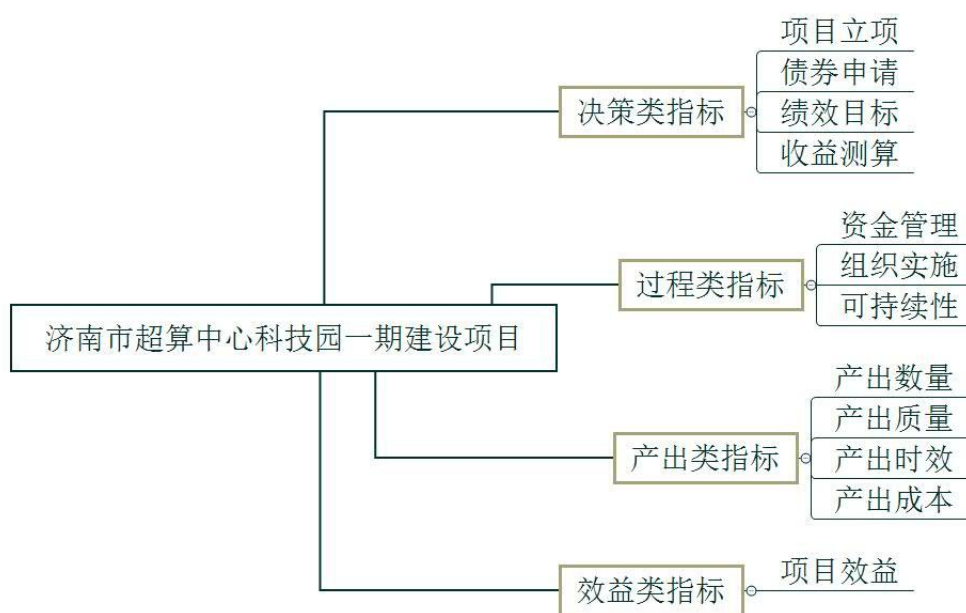 项目立项
债券申请
决策类指标
绩效目标
收益测算
资金管理
过程类指标
组织实施
可持续性
济南市超算中心科技园一期建设项目
产出数量
产出质量
产出类指标
产出时效
产出成本
效益类指标
项目效益